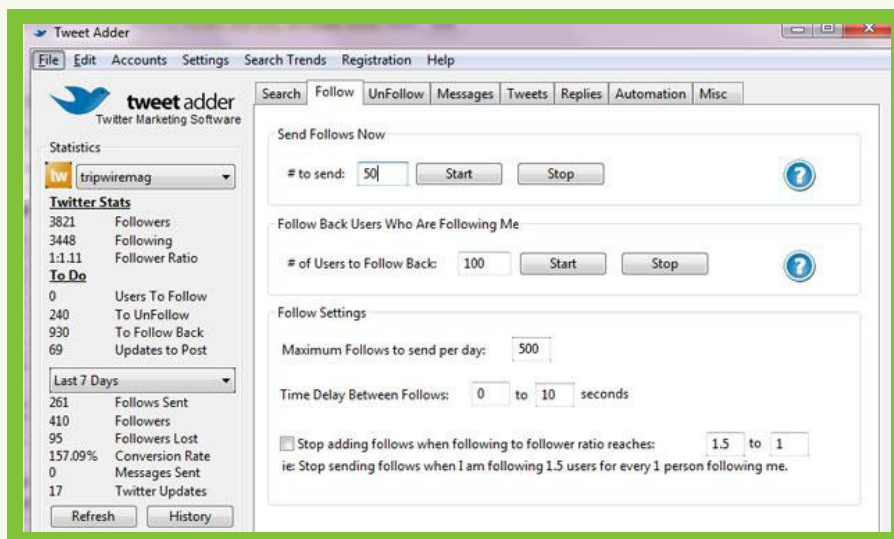 Tweet Adder
File Edit Accounts Settings Search Trends Registration Help
tweet adder
Twitter Marketing Software
Statistics
tw tripwiremag
Twitter Stats
3821 Followers
3448 Following
1:1.11 Follower Ratio
To Do
0 Users To Follow
240 To UnFollow
930 To Follow Back
69 Updates to Post
Last 7 Days
261 Follows Sent
410 Followers
95 Followers Lost
157.09% Conversion Rate
0 Messages Sent
17 Twitter Updates
Refresh History
Search Follow UnFollow Messages Tweets Replies Automation Misc
Send Follows Now
# to send: 50 Start Stop ?
Follow Back Users Who Are Following Me
# of Users to Follow Back: 100 Start Stop ?
Follow Settings
Maximum Follows to send per day: 500
Time Delay Between Follows: 0 to 10 seconds
Stop adding follows when following to follower ratio reaches: 1.5 to 1
ie: Stop sending follows when I am following 1.5 users for every 1 person following me.